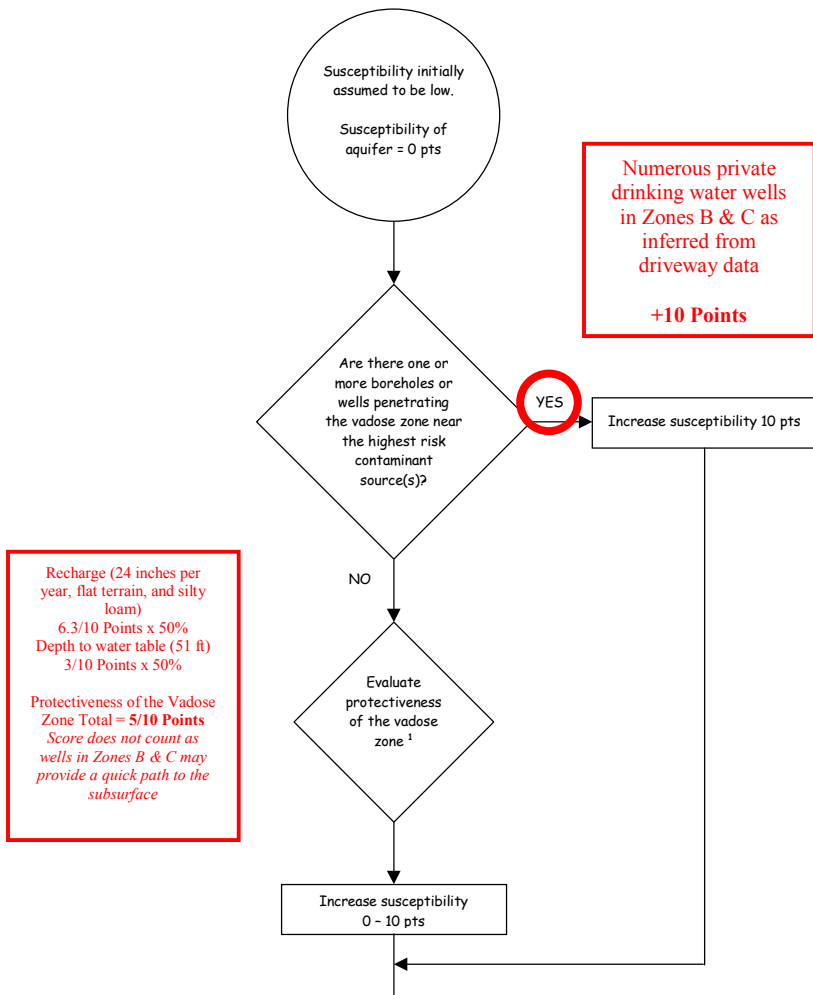 Susceptibility initially
assumed to be low.
Susceptibility of
aquifer = 0 pts
Numerous private
drinking water wells
in Zones B & C as
inferred from
driveway data
+10 Points
Are there one or
more boreholes or
wells penetrating
the vadose zone near
the highest risk
contaminant
source(s)?
YES
Increase susceptibility 10 pts
NO
Recharge (24 inches per
year, flat terrain, and silty
loam)
6.3/10 Points x 50%
Depth to water table (51 ft)
3/10 Points x 50%
Protectiveness of the Vadose
Zone Total = 5/10 Points
Score does not count as
wells in Zones B & C may
provide a quick path to the
subsurface
Evaluate
protectiveness
of the vadose
zone ¹
Increase susceptibility
0 – 10 pts